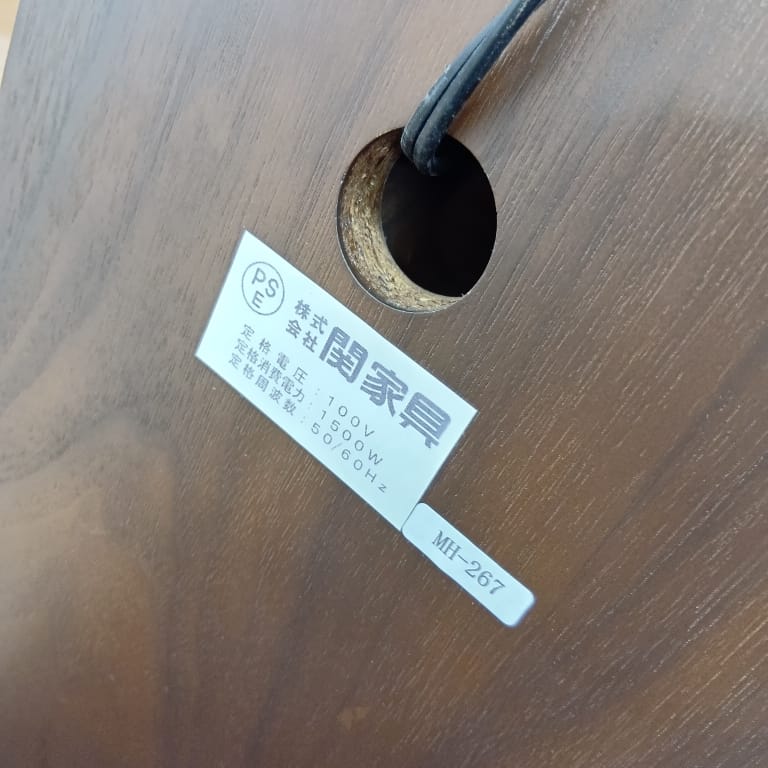 PS
E
株式
会社 関家具
定格電圧 : 100V
定格消費電力 : 1500W
定格周波数 : 50/60Hz
MH-267